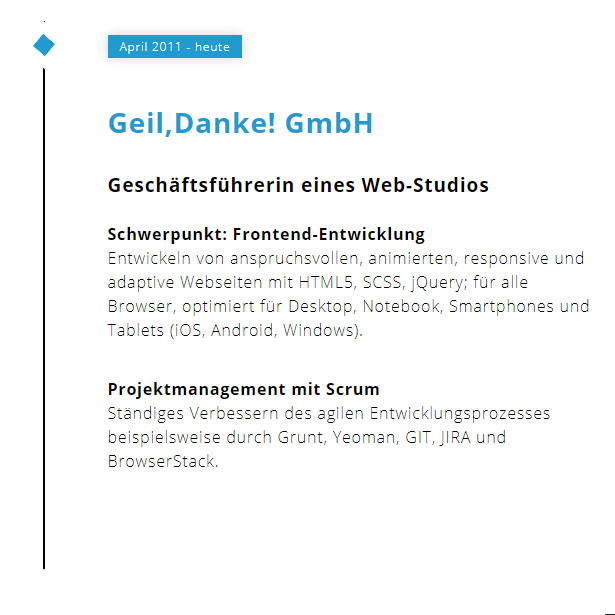 April 2011 - heute
Geil,Danke! GmbH
Geschäftsführerin eines Web-Studios
Schwerpunkt: Frontend-Entwicklung
Entwickeln von anspruchsvollen, animierten, responsive und
adaptive Webseiten mit HTML5, SCSS, jQuery; für alle
Browser, optimiert für Desktop, Notebook, Smartphones und
Tablets (iOS, Android, Windows).
Projektmanagement mit Scrum
Ständiges Verbessern des agilen Entwicklungsprozesses
beispielsweise durch Grunt, Yeoman, GIT, JIRA und
BrowserStack.